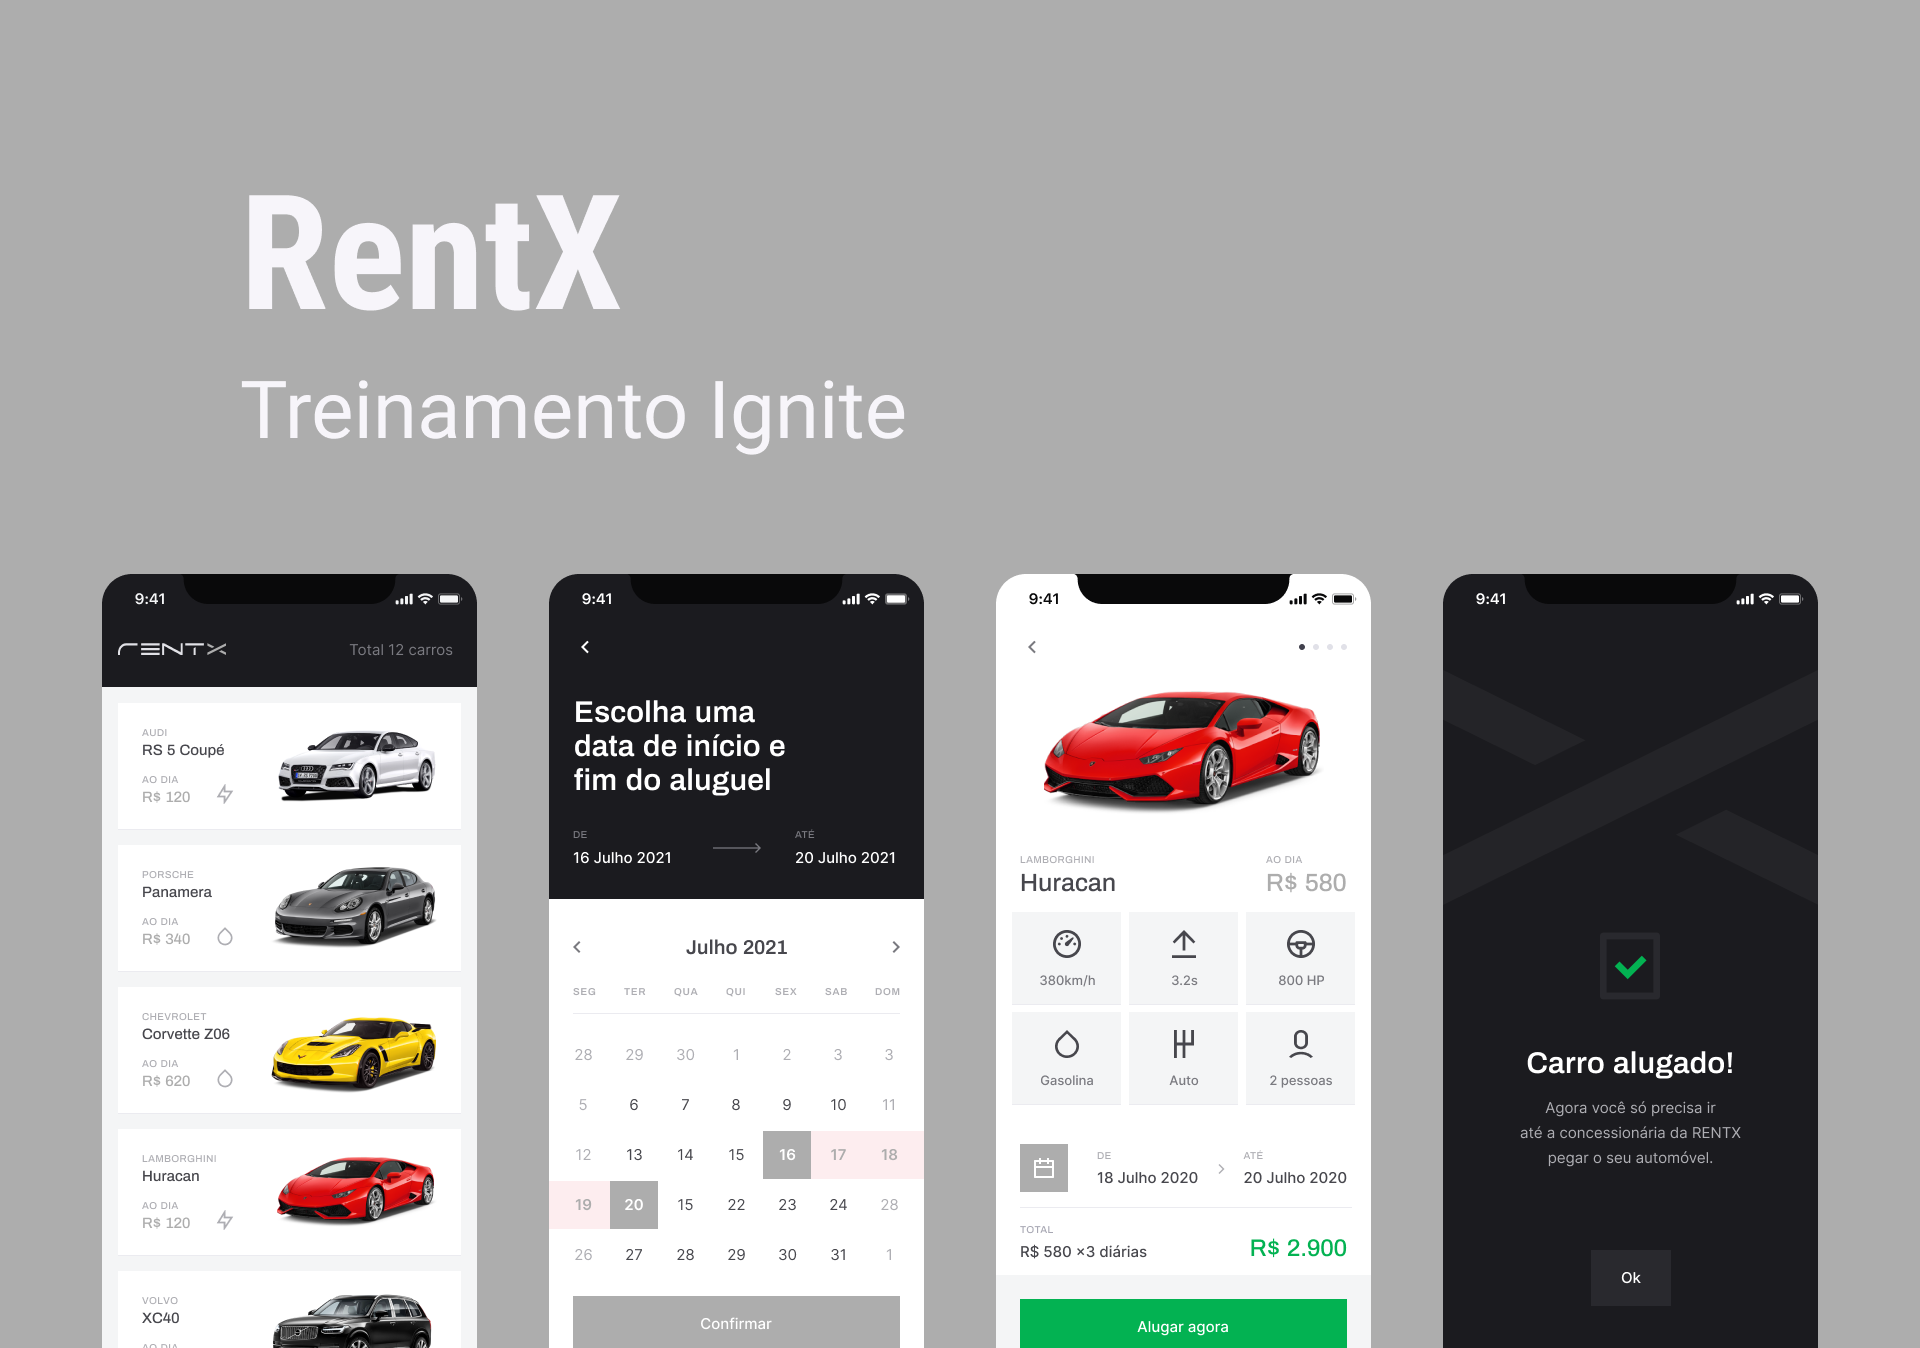 RentX
Treinamento Ignite
9:41
RENTX
Total 12 carros
AUDI
RS 5 Coupé
AO DIA
R$ 120
PORSCHE
Panamera
AO DIA
R$ 340
CHEVROLET
Corvette Z06
AO DIA
R$ 620
LAMBORGHINI
Huracan
AO DIA
R$ 120
VOLVO
XC40
AO DIA
9:41
Escolha uma
data de início e
fim do aluguel
DE
ATÉ
16 Julho 2021
20 Julho 2021
Julho 2021
SEG TER QUA QUI SEX SAB DOM
28 29 30 1 2 3 3
5 6 7 8 9 10 11
12 13 14 15 16 17 18
19 20 15 22 23 24 28
26 27 28 29 30 31 1
Confirmar
9:41
LAMBORGHINI
AO DIA
Huracan
R$ 580
380km/h
3.2s
800 HP
Gasolina
Auto
2 pessoas
DE
ATÉ
18 Julho 2020
20 Julho 2020
TOTAL
R$ 580 ×3 diárias
R$ 2.900
Alugar agora
9:41
Carro alugado!
Agora você só precisa ir
até a concessionária da RENTX
pegar o seu automóvel.
Ok